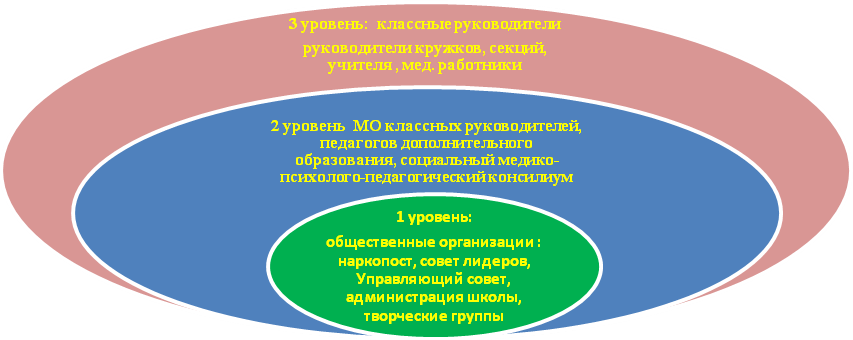 3 уровень: классные руководители
руководители кружков, секций,
учителя , мед. работники
2 уровень МО классных руководителей,
педагогов дополнительного
образования, социальный медико-
психолого-педагогический консилиум
1 уровень:
общественные организации :
наркопост, совет лидеров,
Управляющий совет,
администрация школы,
творческие группы